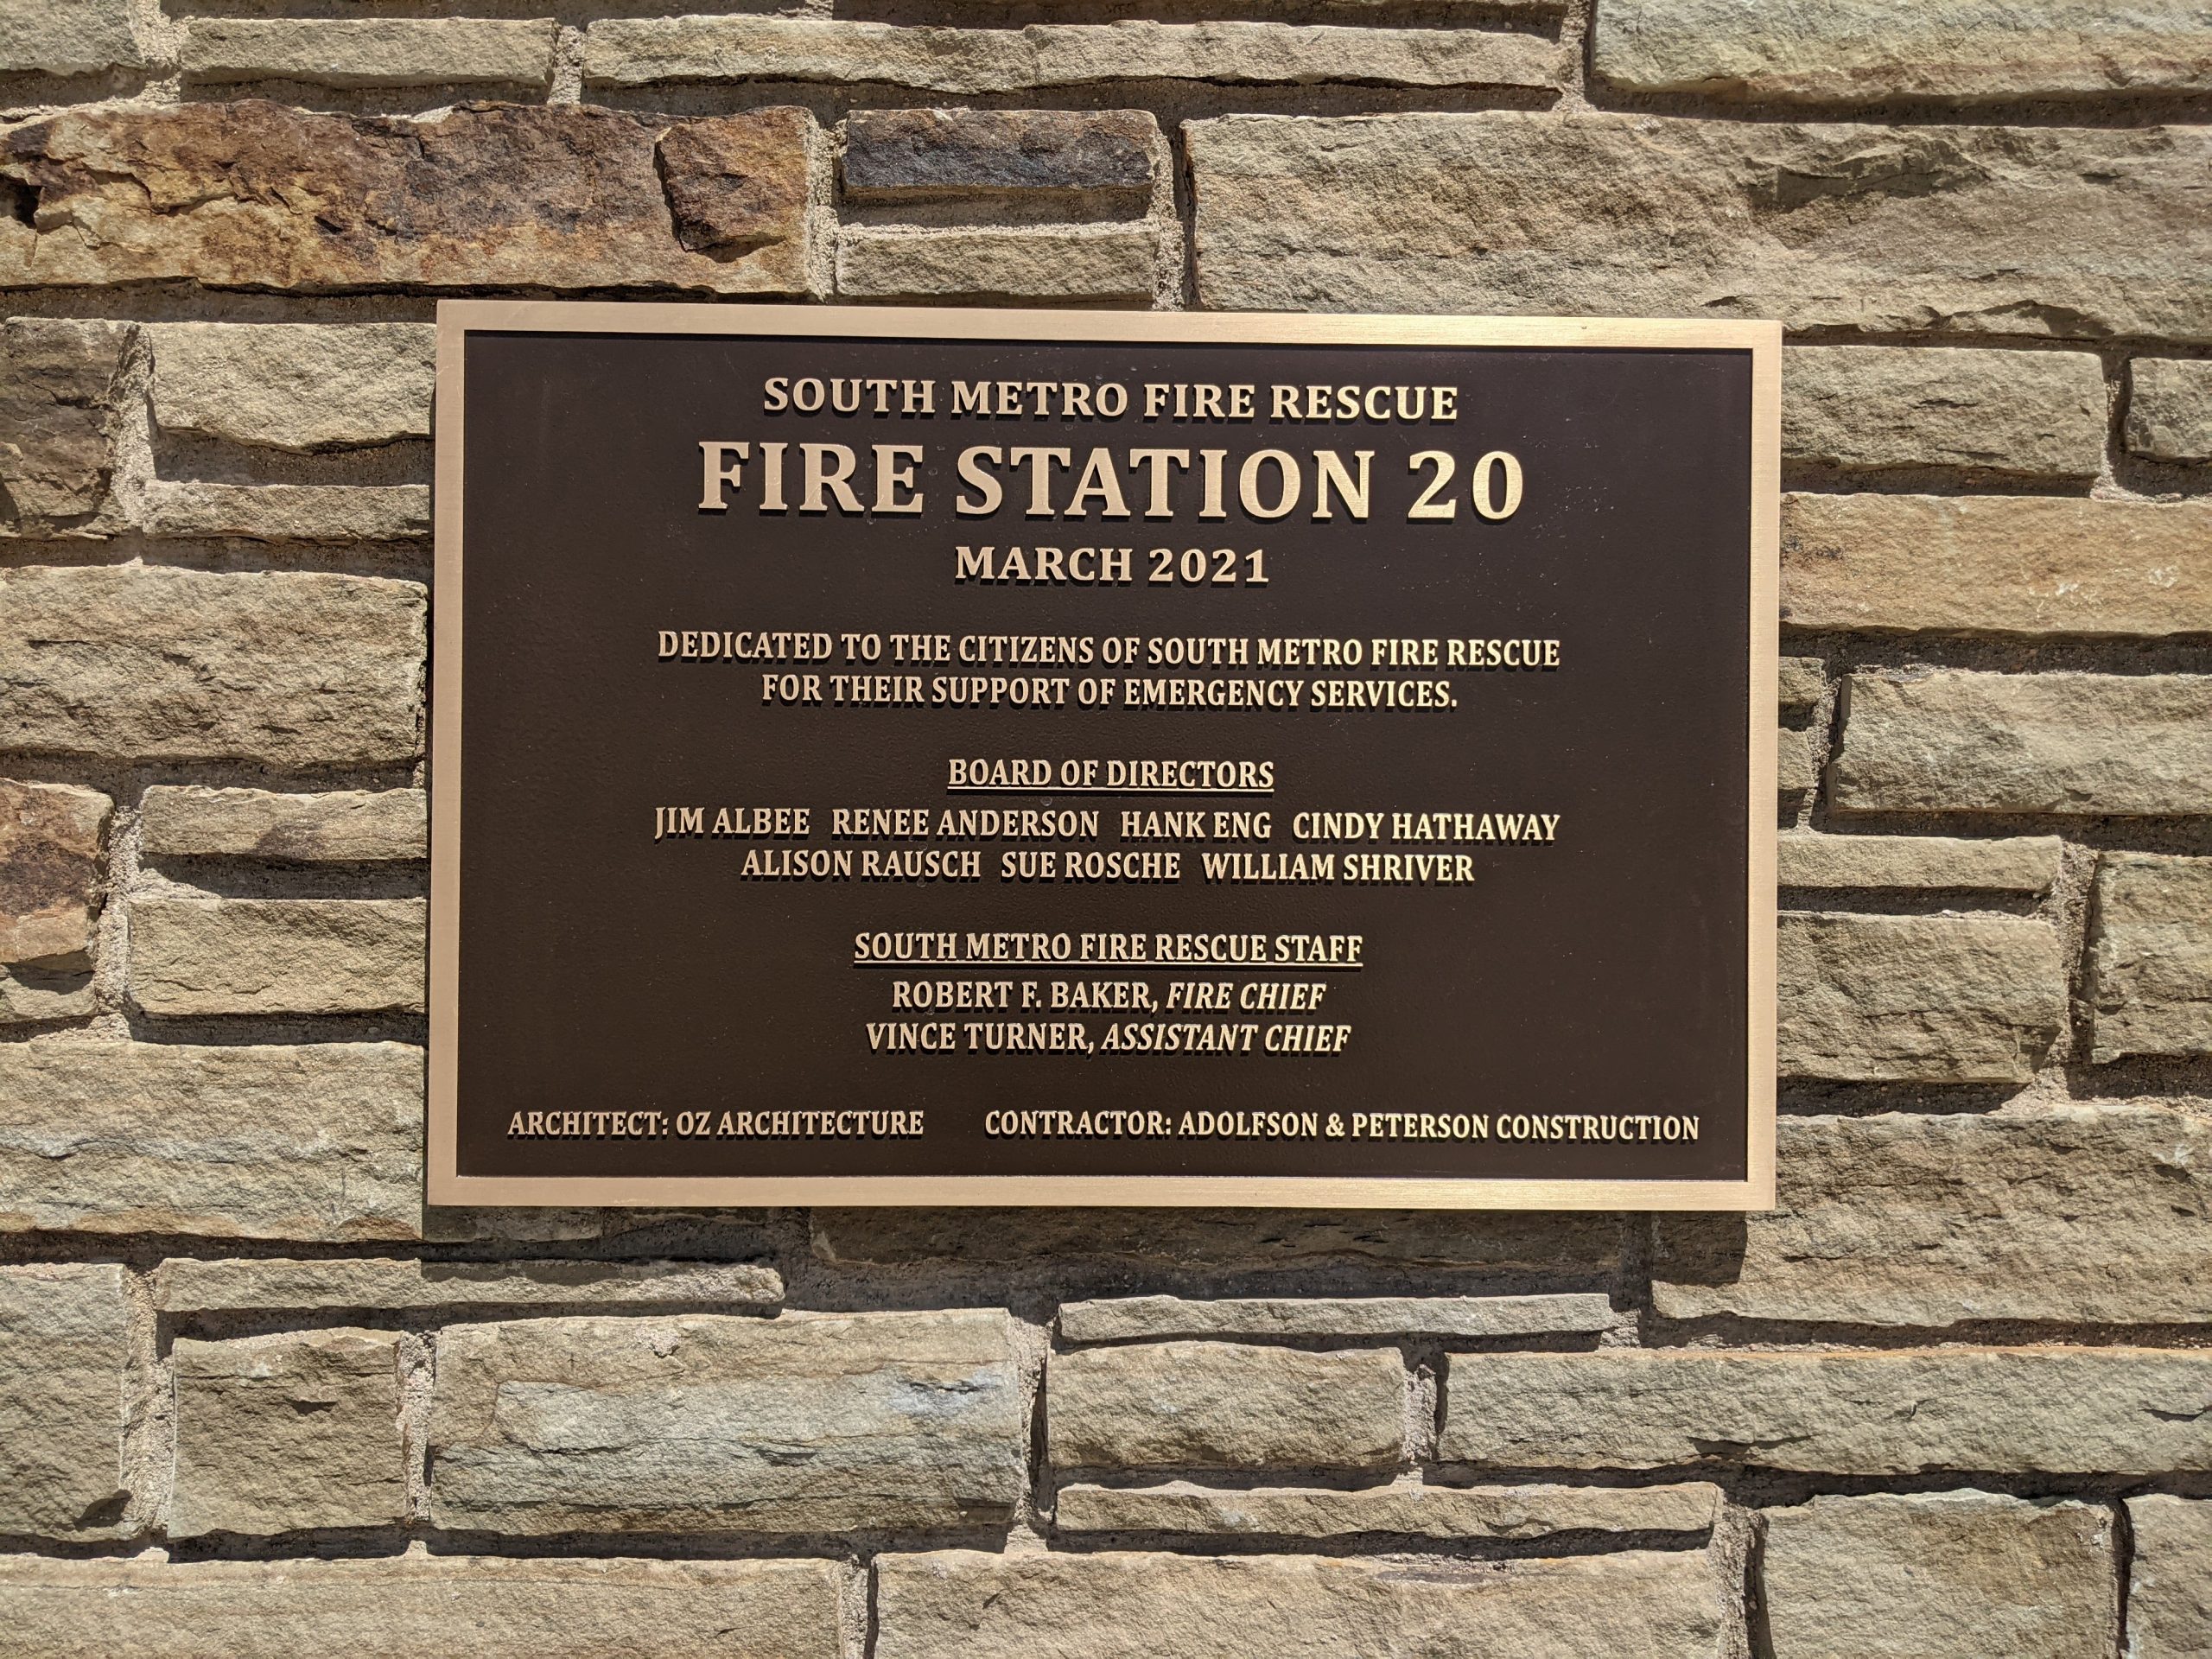 SOUTH METRO FIRE RESCUE
FIRE STATION 20
MARCH 2021
DEDICATED TO THE CITIZENS OF SOUTH METRO FIRE RESCUE
FOR THEIR SUPPORT OF EMERGENCY SERVICES.
BOARD OF DIRECTORS
JIM ALBEE RENEE ANDERSON HANK ENG CINDY HATHAWAY
ALISON RAUSCH SUE ROSCHE WILLIAM SHRIVER
SOUTH METRO FIRE RESCUE STAFF
ROBERT F. BAKER, FIRE CHIEF
VINCE TURNER, ASSISTANT CHIEF
ARCHITECT: OZ ARCHITECTURE CONTRACTOR: ADOLFSON & PETERSON CONSTRUCTION